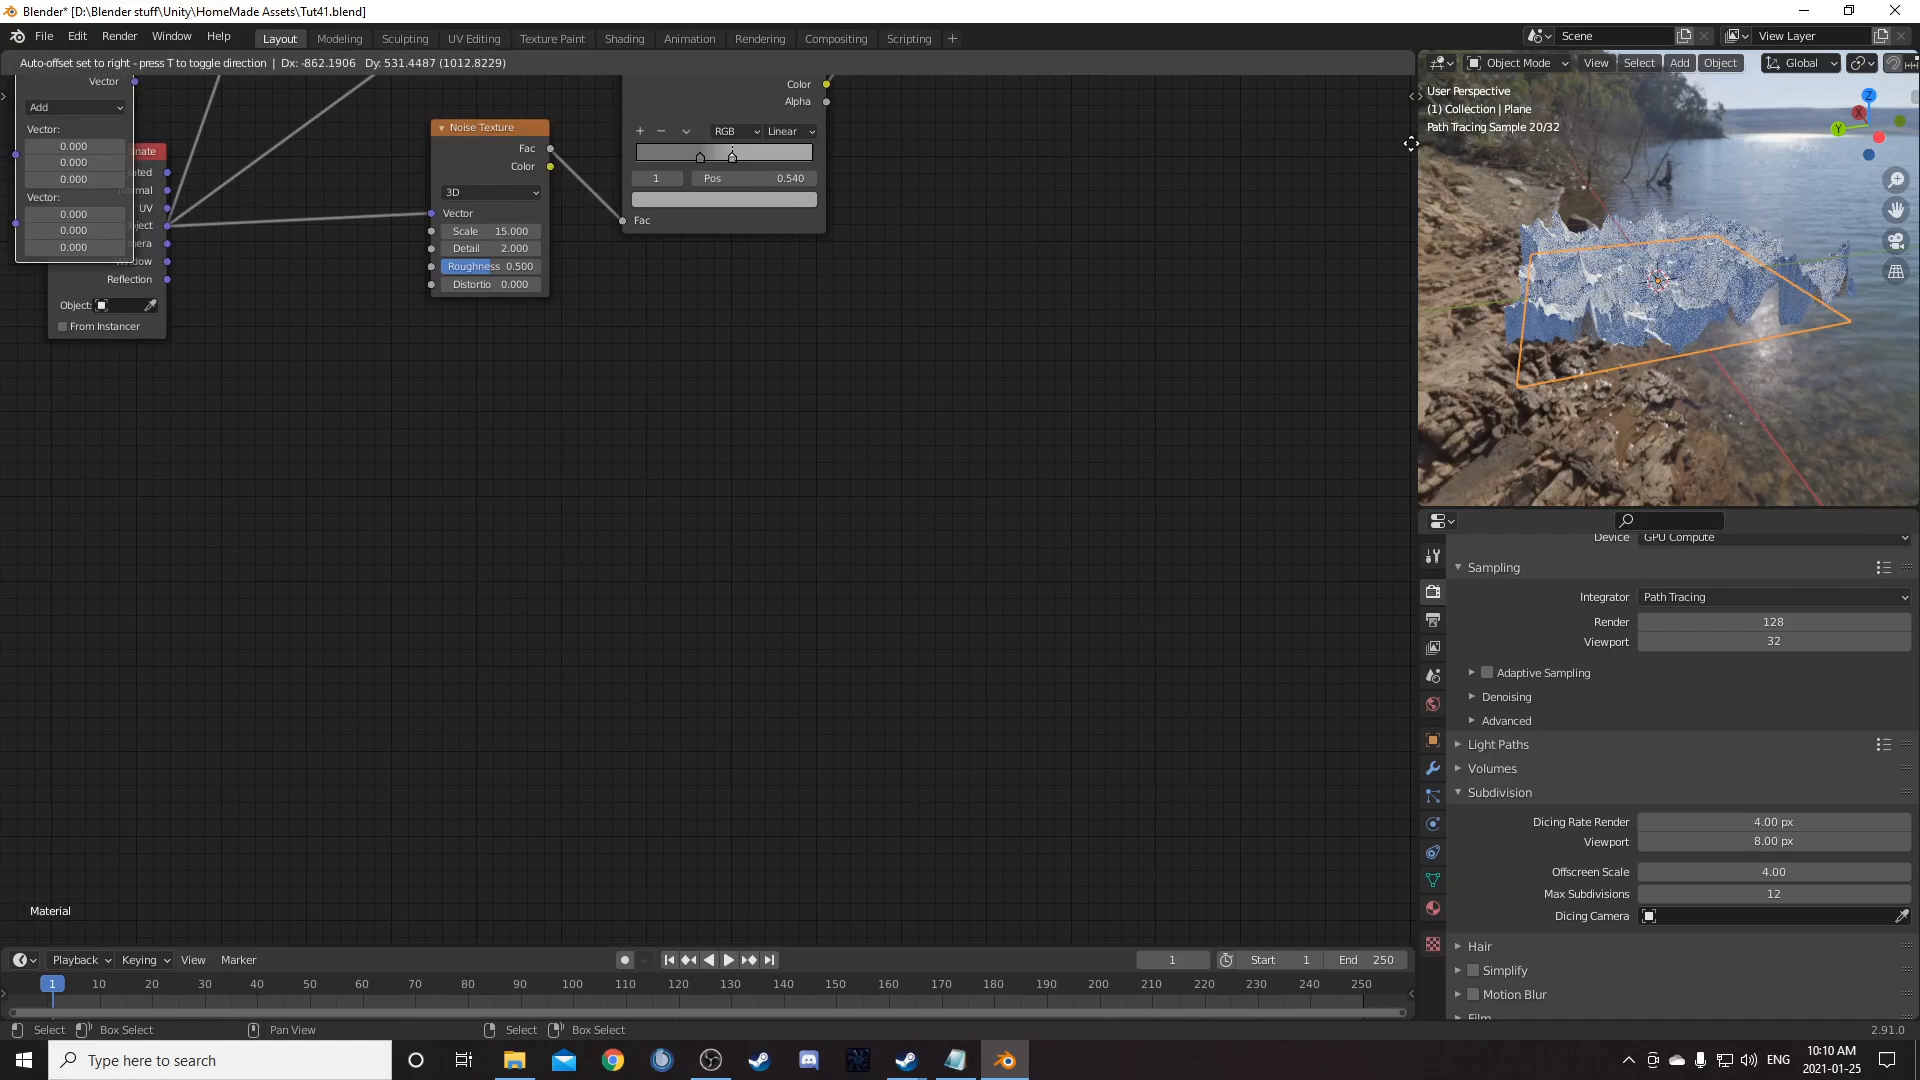 Blender* [D:\Blender stuff\Unity\HomeMade Assets\Tut41.blend]
File Edit Render Window Help Layout Modeling Sculpting UV Editing Texture Paint Shading Animation Rendering Compositing Scripting + Scene View Layer
Auto-offset set to right - press T to toggle direction | Dx: -862.1906 Dy: 531.4487 (1012.8229)
Object Mode View Select Add Object Global
User Perspective
(1) Collection | Plane
Path Tracing Sample 20/32
Z
X
Y
Vector
Add
Vector:
0.000
0.000
0.000
Vector:
0.000
0.000
0.000
nate
ted
rmal
UV
bject
mera
Window
Reflection
Object:
From Instancer
Noise Texture
Fac
Color
3D
Vector
Scale 15.000
Detail 2.000
Roughness 0.500
Distortio 0.000
Color
Alpha
RGB Linear
1 Pos 0.540
Fac
Material
Device GPU Compute
Sampling
Integrator Path Tracing
Render 128
Viewport 32
Adaptive Sampling
Denoising
Advanced
Light Paths
Volumes
Subdivision
Dicing Rate Render 4.00 px
Viewport 8.00 px
Offscreen Scale 4.00
Max Subdivisions 12
Dicing Camera
Hair
Simplify
Motion Blur
Film
Playback Keying View Marker 1 Start 1 End 250
1 10 20 30 40 50 60 70 80 90 100 110 120 130 140 150 160 170 180 190 200 210 220 230 240 250
Select Box Select Pan View Select Box Select 2.91.0
Type here to search
ENG
10:10 AM
2021-01-25